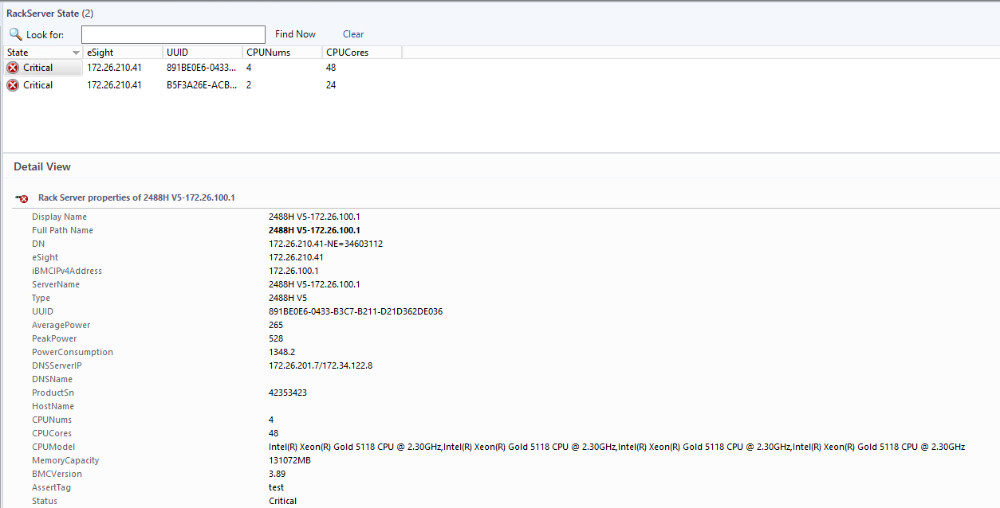 RackServer State (2)
Look for: Find Now Clear
State eSight UUID CPUNums CPUCores
Critical 172.26.210.41 891BE0E6-0433... 4 48
Critical 172.26.210.41 B5F3A26E-ACB... 2 24
Detail View
Rack Server properties of 2488H V5-172.26.100.1
Display Name 2488H V5-172.26.100.1
Full Path Name 2488H V5-172.26.100.1
DN 172.26.210.41-NE=34603112
eSight 172.26.210.41
iBMCIPv4Address 172.26.100.1
ServerName 2488H V5-172.26.100.1
Type 2488H V5
UUID 891BE0E6-0433-B3C7-B211-D21D362DE036
AveragePower 265
PeakPower 528
PowerConsumption 1348.2
DNSServerIP 172.26.201.7/172.34.122.8
DNSName
ProductSn 42353423
HostName
CPUNums 4
CPUCores 48
CPUModel Intel(R) Xeon(R) Gold 5118 CPU @ 2.30GHz,Intel(R) Xeon(R) Gold 5118 CPU @ 2.30GHz,Intel(R) Xeon(R) Gold 5118 CPU @ 2.30GHz,Intel(R) Xeon(R) Gold 5118 CPU @ 2.30GHz
MemoryCapacity 131072MB
BMCVersion 3.89
AssertTag test
Status Critical